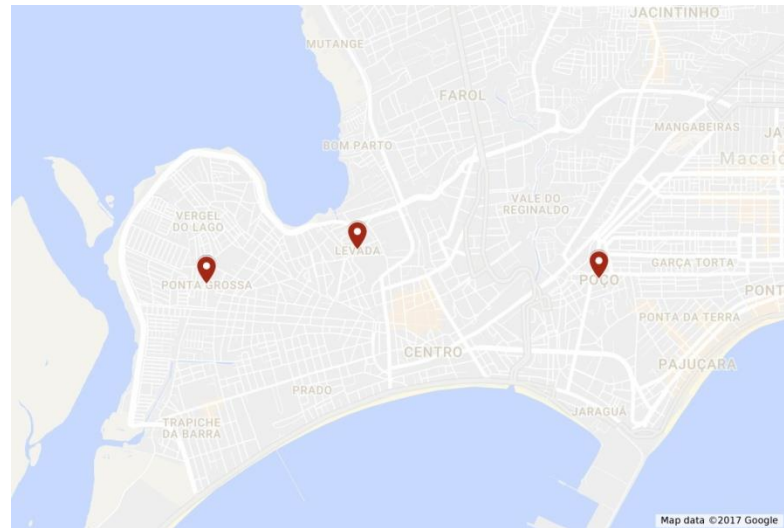 JACINTINHO
MUTANGE
FAROL
MANGABEIRAS
JA
BOM PARTO
Maceió
VALE DO
REGINALDO
VERGEL
DO LAGO
LEVADA
GARÇA TORTA
PONTA GROSSA
POÇO
PONT
PONTA DA TERRA
CENTRO
PAJUÇARA
PRADO
JARAGUÁ
TRAPICHE
DA BARRA
Map data ©2017 Google